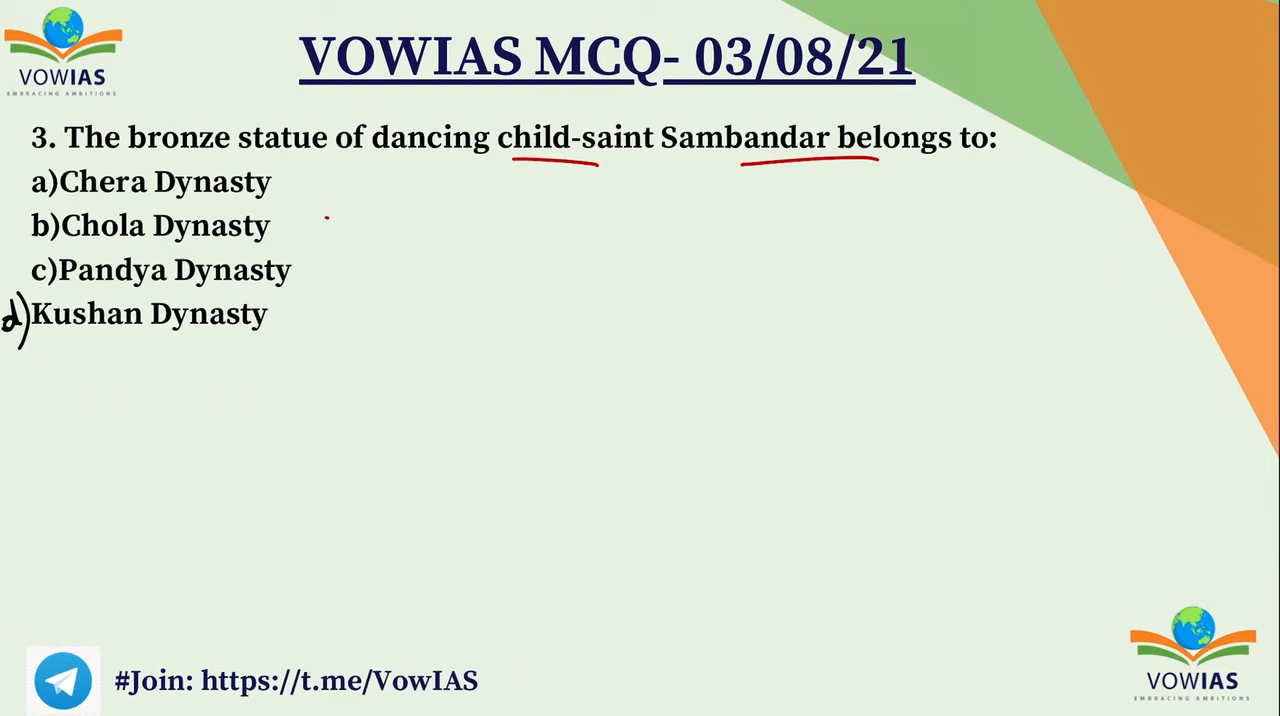 VOWIAS
EMBRACING AMBITIONS
VOWIAS MCQ- 03/08/21
3. The bronze statue of dancing child-saint Sambandar belongs to:
a)Chera Dynasty
b)Chola Dynasty
c)Pandya Dynasty
d)Kushan Dynasty
#Join: https://t.me/VowIAS
VOWIAS
EMBRACING AMBITIONS